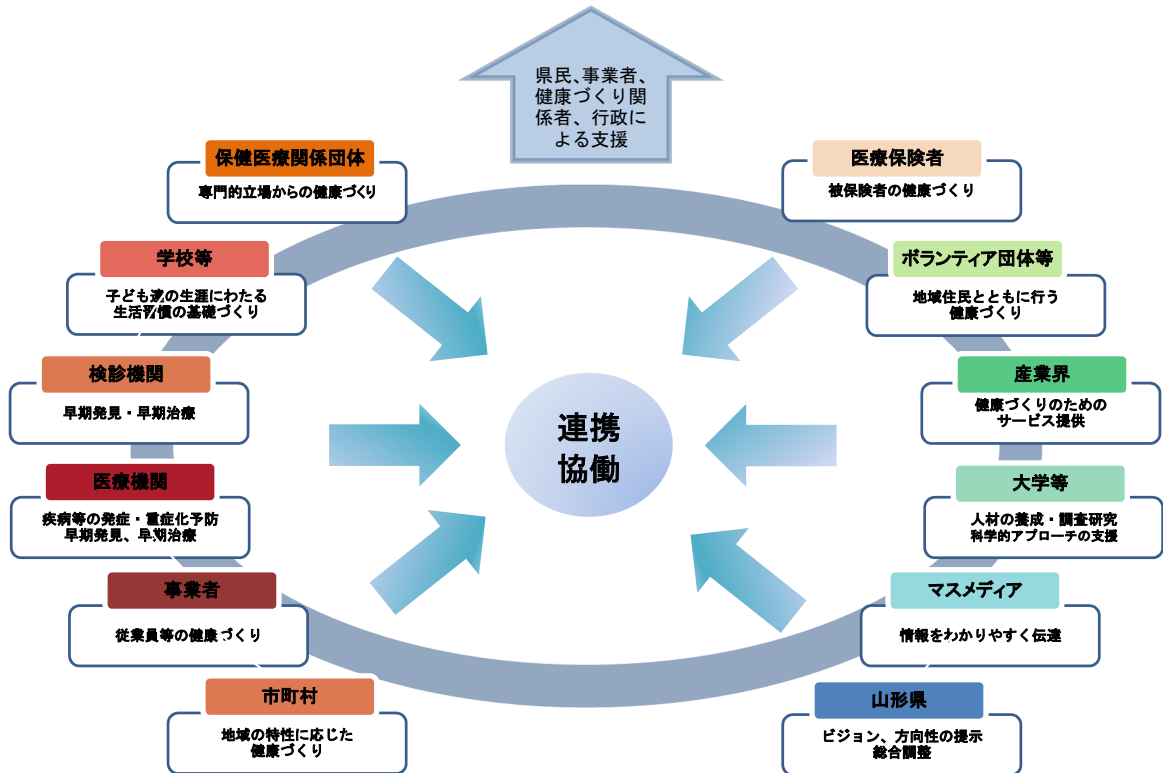 県民、事業者、
健康づくり関
係者、行政に
よる支援
保健医療関係団体
専門的立場からの健康づくり
医療保険者
被保険者の健康づくり
学校等
子ども達の生涯にわたる
生活習慣の基礎づくり
ボランティア団体等
地域住民とともに行う
健康づくり
検診機関
早期発見・早期治療
産業界
健康づくりのための
サービス提供
連携
協働
医療機関
疾病等の発症・重症化予防
早期発見、早期治療
大学等
人材の養成・調査研究
科学的アプローチの支援
事業者
従業員等の健康づくり
マスメディア
情報をわかりやすく伝達
市町村
地域の特性に応じた
健康づくり
山形県
ビジョン、方向性の提示
総合調整